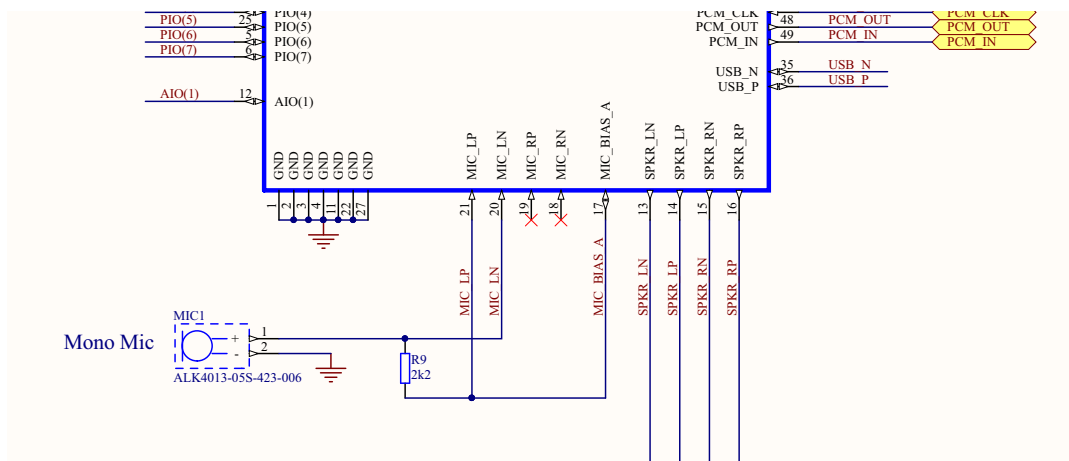 PIO(4)
PIO(5) 25 PIO(5)
PIO(6) 5 PIO(6)
PIO(7) 6 PIO(7)
AIO(1) 12 AIO(1)
PCM_CLK PCM_CLK
PCM_OUT 48 PCM_OUT PCM_OUT
PCM_IN 49 PCM_IN PCM_IN
USB_N 35 USB_N
USB_P 36 USB_P
GND GND GND GND GND GND GND
1 2 3 4 11 22 27
MIC_LP MIC_LN MIC_RP MIC_RN MIC_BIAS_A SPKR_LN SPKR_LP SPKR_RN SPKR_RP
21 20 19 18 17 13 14 15 16
MIC_LP MIC_LN MIC_BIAS_A SPKR_LN SPKR_LP SPKR_RN SPKR_RP
MIC1
Mono Mic
+ 1
- 2
ALK4013-05S-423-006
R9
2k2